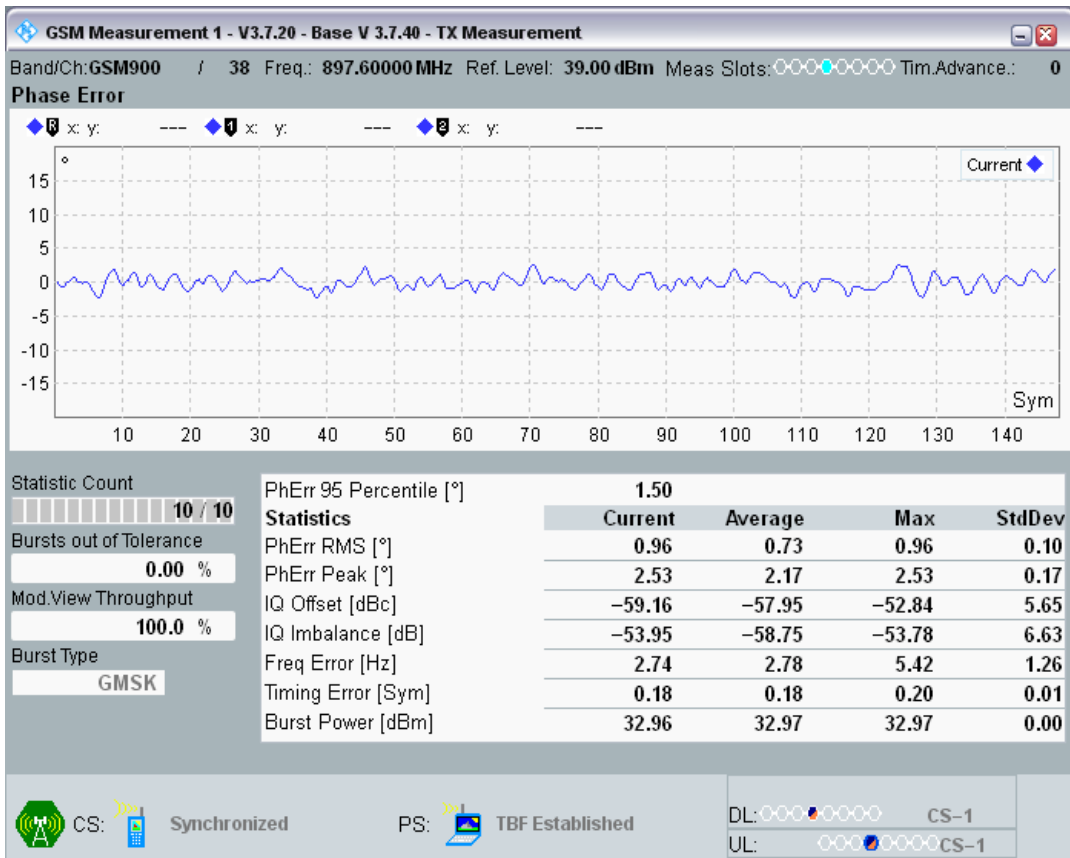 GSM Measurement 1 - V3.7.20 - Base V 3.7.40 - TX Measurement
Band/Ch:GSM900 / 38 Freq.: 897.60000 MHz Ref. Level: 39.00 dBm Meas Slots: Tim.Advance.: 0
Phase Error
R x: y: --- 1 x: y: --- 2 x: y: ---
°
Current
15
10
5
0
-5
-10
-15
Sym
10 20 30 40 50 60 70 80 90 100 110 120 130 140
Statistic Count
10 / 10
Bursts out of Tolerance
0.00 %
Mod.View Throughput
100.0 %
Burst Type
GMSK
PhErr 95 Percentile [°] 1.50
Statistics Current Average Max StdDev
PhErr RMS [°] 0.96 0.73 0.96 0.10
PhErr Peak [°] 2.53 2.17 2.53 0.17
IQ Offset [dBc] −59.16 −57.95 −52.84 5.65
IQ Imbalance [dB] −53.95 −58.75 −53.78 6.63
Freq Error [Hz] 2.74 2.78 5.42 1.26
Timing Error [Sym] 0.18 0.18 0.20 0.01
Burst Power [dBm] 32.96 32.97 32.97 0.00
CS: Synchronized PS: TBF Established
DL: CS−1
UL: CS−1